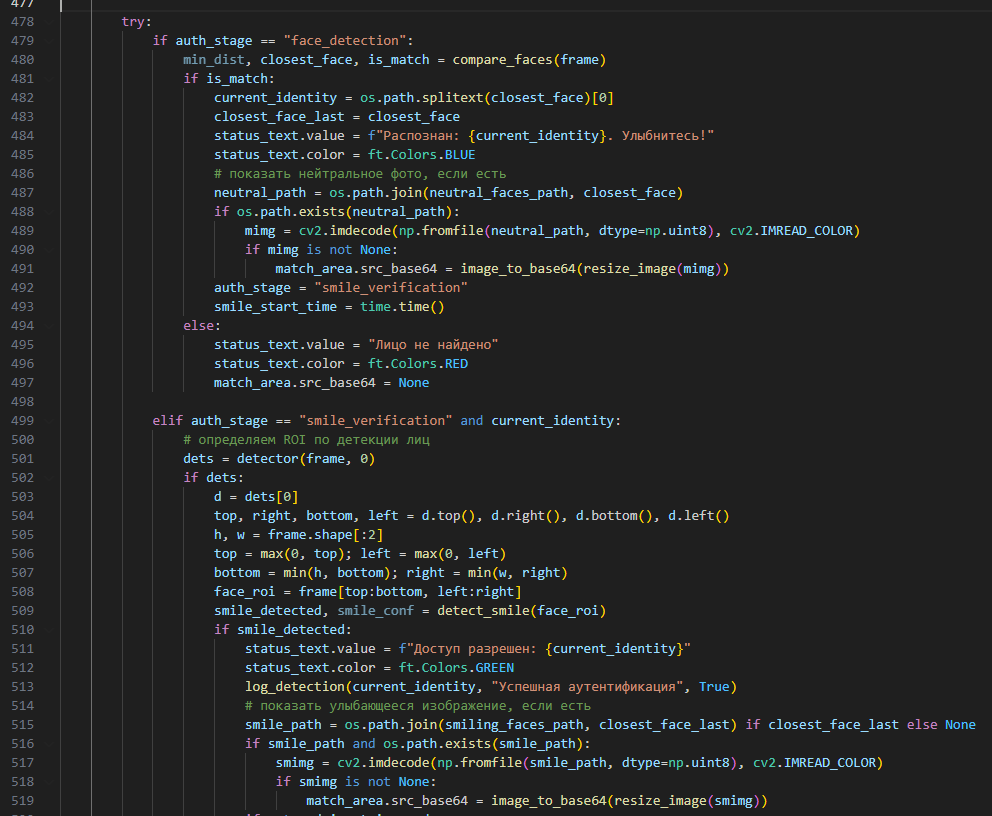 477
478 try:
479 if auth_stage == "face_detection":
480 min_dist, closest_face, is_match = compare_faces(frame)
481 if is_match:
482 current_identity = os.path.splitext(closest_face)[0]
483 closest_face_last = closest_face
484 status_text.value = f"Распознан: {current_identity}. Улыбнитесь!"
485 status_text.color = ft.Colors.BLUE
486 # показать нейтральное фото, если есть
487 neutral_path = os.path.join(neutral_faces_path, closest_face)
488 if os.path.exists(neutral_path):
489 mimg = cv2.imdecode(np.fromfile(neutral_path, dtype=np.uint8), cv2.IMREAD_COLOR)
490 if mimg is not None:
491 match_area.src_base64 = image_to_base64(resize_image(mimg))
492 auth_stage = "smile_verification"
493 smile_start_time = time.time()
494 else:
495 status_text.value = "Лицо не найдено"
496 status_text.color = ft.Colors.RED
497 match_area.src_base64 = None
498
499 elif auth_stage == "smile_verification" and current_identity:
500 # определяем ROI по детекции лиц
501 dets = detector(frame, 0)
502 if dets:
503 d = dets[0]
504 top, right, bottom, left = d.top(), d.right(), d.bottom(), d.left()
505 h, w = frame.shape[:2]
506 top = max(0, top); left = max(0, left)
507 bottom = min(h, bottom); right = min(w, right)
508 face_roi = frame[top:bottom, left:right]
509 smile_detected, smile_conf = detect_smile(face_roi)
510 if smile_detected:
511 status_text.value = f"Доступ разрешен: {current_identity}"
512 status_text.color = ft.Colors.GREEN
513 log_detection(current_identity, "Успешная аутентификация", True)
514 # показать улыбающееся изображение, если есть
515 smile_path = os.path.join(smiling_faces_path, closest_face_last) if closest_face_last else None
516 if smile_path and os.path.exists(smile_path):
517 smimg = cv2.imdecode(np.fromfile(smile_path, dtype=np.uint8), cv2.IMREAD_COLOR)
518 if smimg is not None:
519 match_area.src_base64 = image_to_base64(resize_image(smimg))